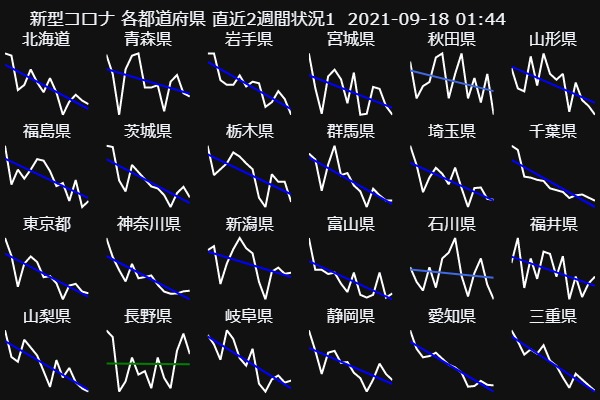 新型コロナ 各都道府県 直近2週間状況1 2021-09-18 01:44
北海道 青森県 岩手県 宮城県 秋田県 山形県
福島県 茨城県 栃木県 群馬県 埼玉県 千葉県
東京都 神奈川県 新潟県 富山県 石川県 福井県
山梨県 長野県 岐阜県 静岡県 愛知県 三重県